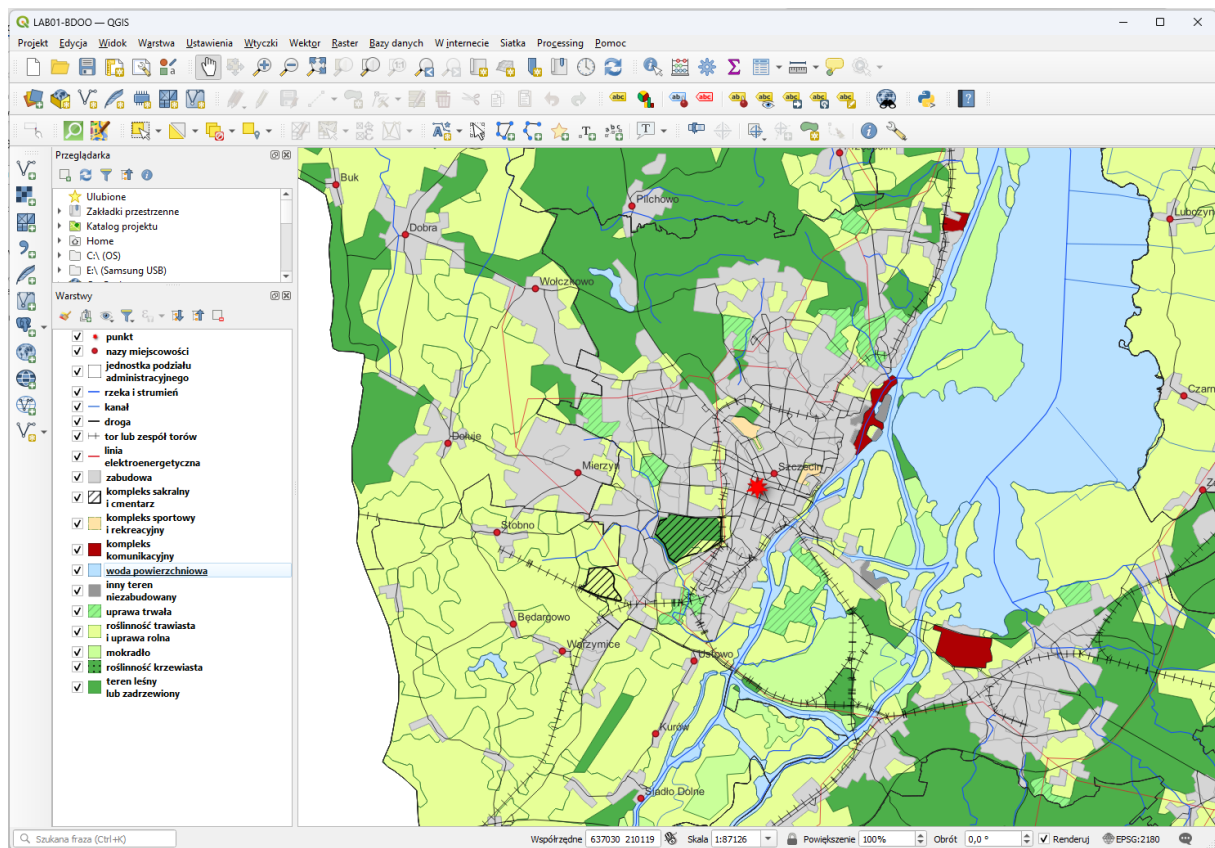 LAB01-BDOO — QGIS
Projekt Edycja Widok Warstwa Ustawienia Wtyczki Wektor Raster Bazy danych W internecie Siatka Processing Pomoc
Przeglądarka
Ulubione
Zakładki przestrzenne
Katalog projektu
Home
C:\ (OS)
E:\ (Samsung USB)
Warstwy
punkt
nazy miejscowości
jednostka podziału
administracyjnego
rzeka i strumień
kanał
droga
tor lub zespół torów
linia
elektroenergetyczna
zabudowa
kompleks sakralny
i cmentarz
kompleks sportowy
i rekreacyjny
kompleks
komunikacyjny
woda powierzchniowa
inny teren
niezabudowany
uprawa trwała
roślinność trawiasta
i uprawa rolna
mokradło
roślinność krzewiasta
teren leśny
lub zadrzewiony
Buk
Pilchowo
Dobra
Wołczkowo
Dołuje
Mierzyn
Szczecin
Stobno
Będargowo
Warzymice
Ustowo
Kurów
Siadło Dolne
Szukana fraza (Ctrl+K)
Współrzędne 637030 210119 Skala 1:87126 Powiększenie 100% Obrót 0,0 ° Renderuj EPSG:2180